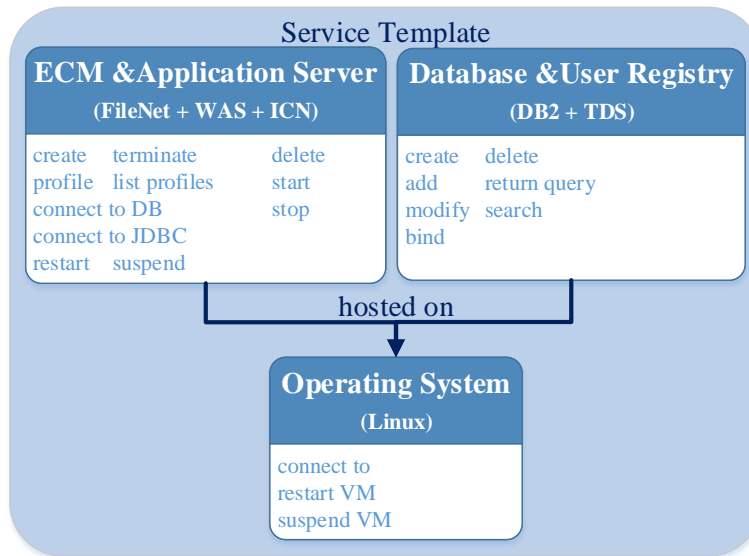 Service Template
ECM &Application Server
(FileNet + WAS + ICN)
create terminate delete
profile list profiles start
connect to DB stop
connect to JDBC
restart suspend
Database &User Registry
(DB2 + TDS)
create delete
add return query
modify search
bind
hosted on
Operating System
(Linux)
connect to
restart VM
suspend VM